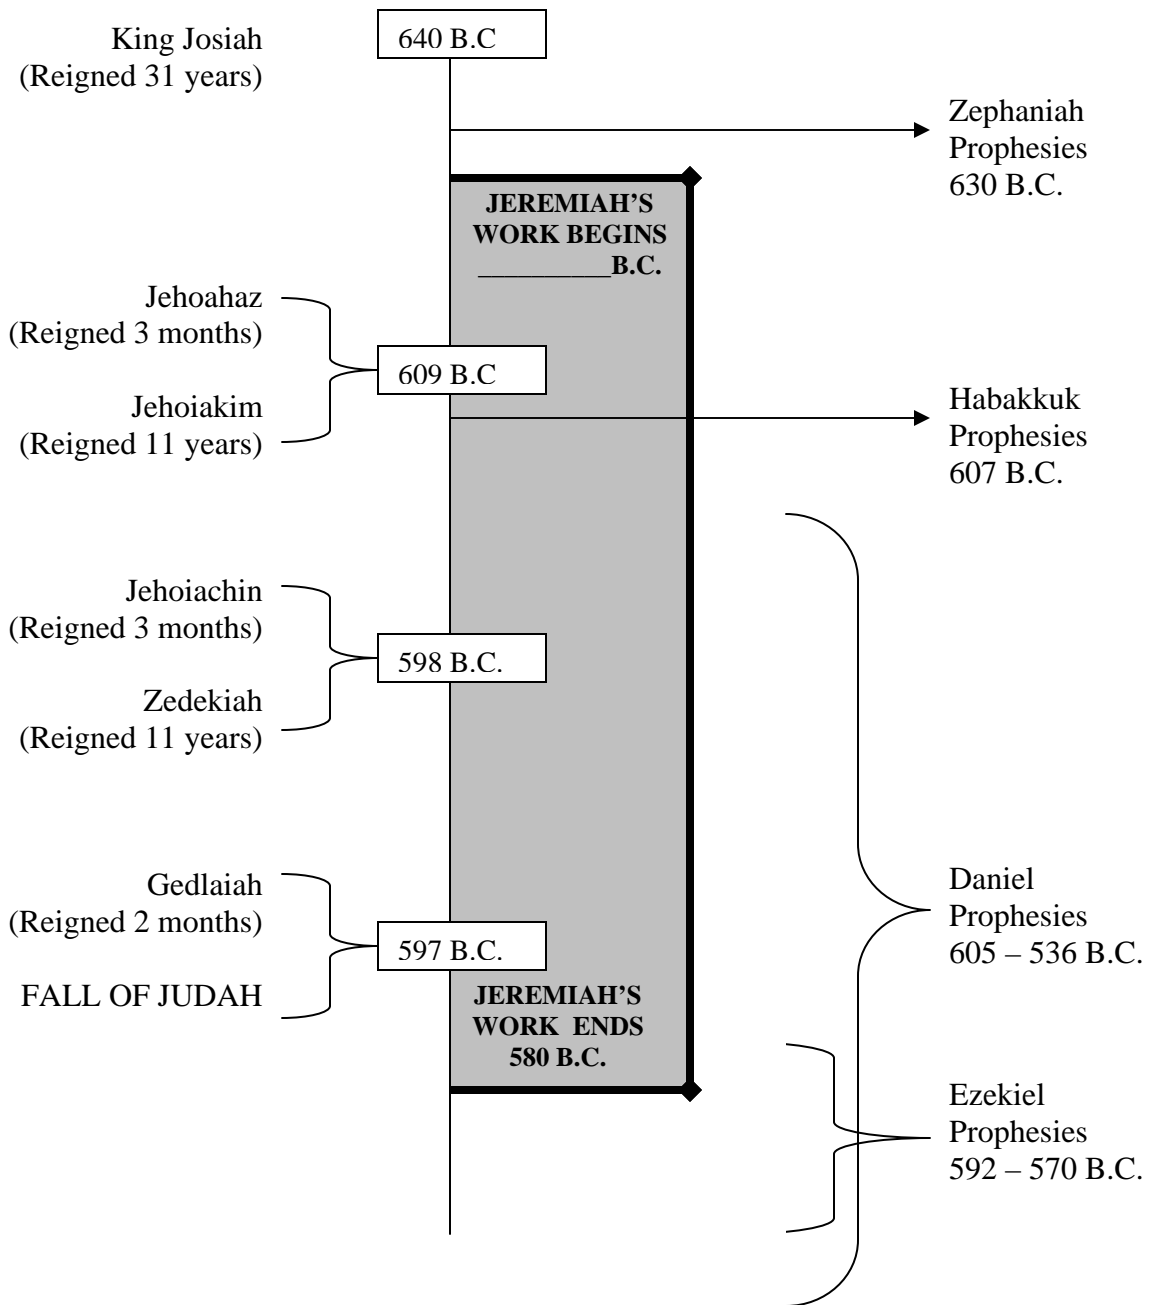 King Josiah
(Reigned 31 years)
640 B.C
Zephaniah
Prophesies
630 B.C.
JEREMIAH’S
WORK BEGINS
____________B.C.
Jehoahaz
(Reigned 3 months)
609 B.C
Jehoiakim
(Reigned 11 years)
Habakkuk
Prophesies
607 B.C.
Jehoiachin
(Reigned 3 months)
598 B.C.
Zedekiah
(Reigned 11 years)
Gedlaiah
(Reigned 2 months)
597 B.C.
FALL OF JUDAH
Daniel
Prophesies
605 – 536 B.C.
JEREMIAH’S
WORK ENDS
580 B.C.
Ezekiel
Prophesies
592 – 570 B.C.